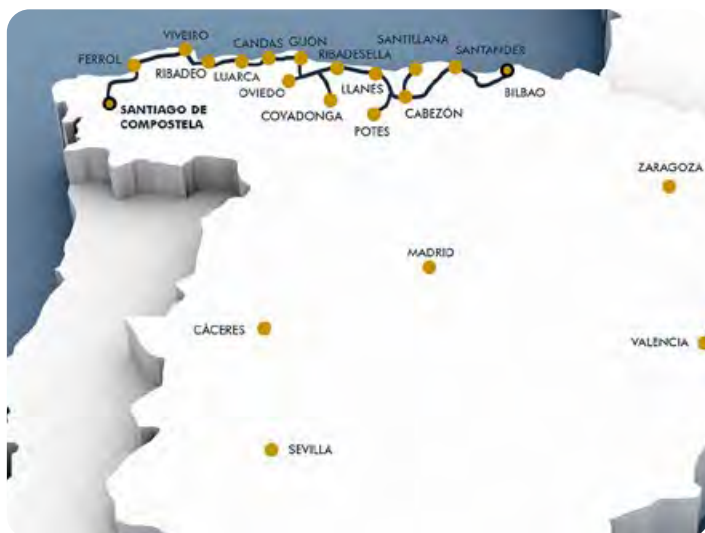 VIVEIRO
FERROL
CANDAS
GIJON
RIBADESELLA
SANTILLANA
SANTANDER
RIBADEO
LUARCA
OVIEDO
LLANES
BILBAO
SANTIAGO DE
COMPOSTELA
COVADONGA
CABEZÓN
POTES
ZARAGOZA
MADRID
CÁCERES
VALENCIA
SEVILLA